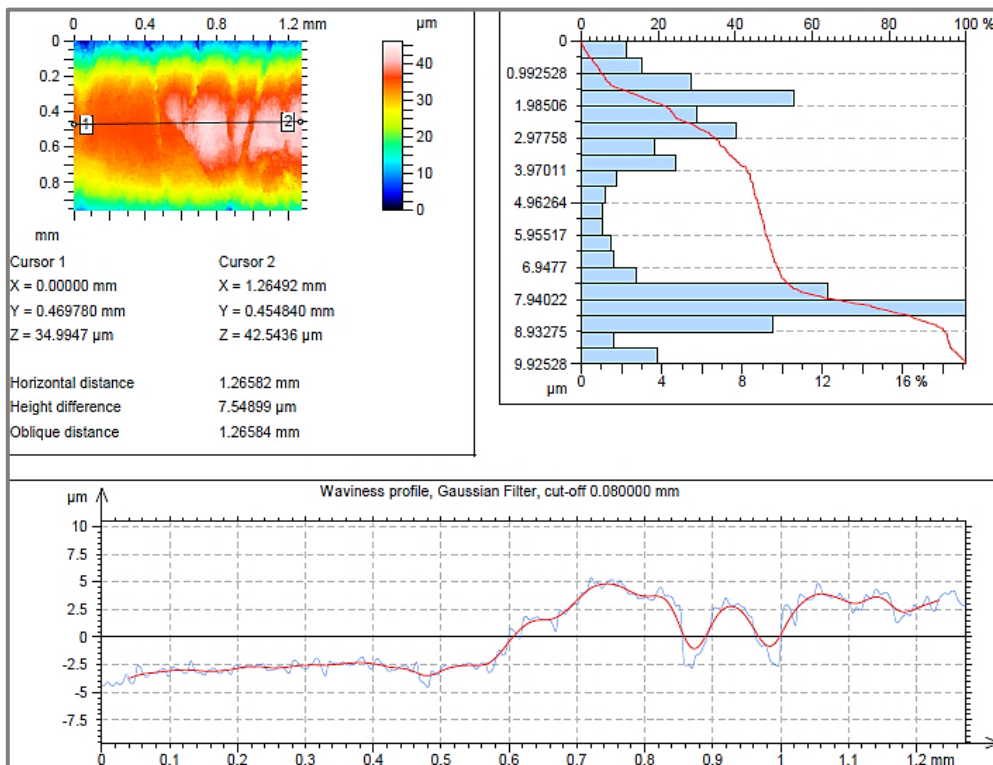 0 0.4 0.8 1.2 mm
µm
0
0.2
0.4
0.6
0.8
mm
1
2
40
30
20
10
0
Cursor 1 Cursor 2
X = 0.00000 mm X = 1.26492 mm
Y = 0.469780 mm Y = 0.454840 mm
Z = 34.9947 µm Z = 42.5436 µm
Horizontal distance 1.26582 mm
Height difference 7.54899 µm
Oblique distance 1.26584 mm
0 20 40 60 80 100 %
0
0.992528
1.98506
2.97758
3.97011
4.96264
5.95517
6.9477
7.94022
8.93275
9.92528
µm 0 4 8 12 16 %
Waviness profile, Gaussian Filter, cut-off 0.080000 mm
µm
10
7.5
5
2.5
0
-2.5
-5
-7.5
0 0.1 0.2 0.3 0.4 0.5 0.6 0.7 0.8 0.9 1 1.1 1.2 mm